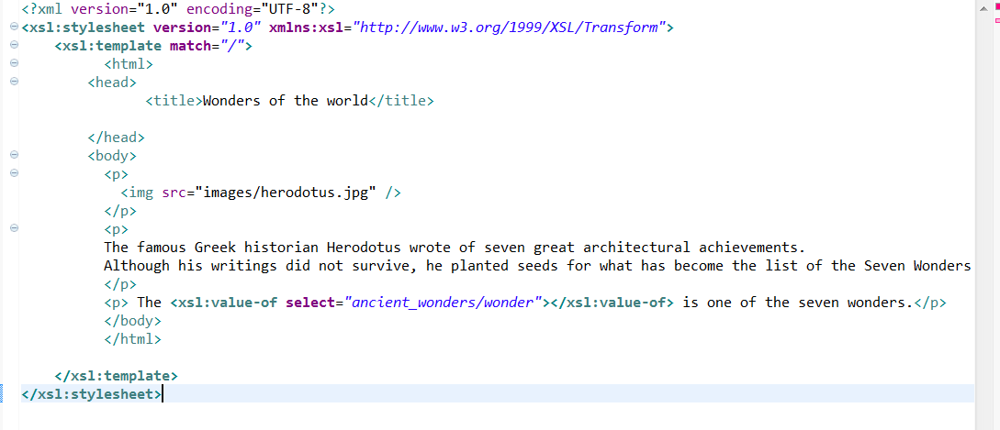 <?xml version="1.0" encoding="UTF-8"?>
<xsl:stylesheet version="1.0" xmlns:xsl="http://www.w3.org/1999/XSL/Transform">
<xsl:template match="/">
<html>
<head>
<title>Wonders of the world</title>
</head>
<body>
<p>
<img src="images/herodotus.jpg" />
</p>
<p>
The famous Greek historian Herodotus wrote of seven great architectural achievements.
Although his writings did not survive, he planted seeds for what has become the list of the Seven Wonders
</p>
<p> The <xsl:value-of select="ancient_wonders/wonder"></xsl:value-of> is one of the seven wonders.</p>
</body>
</html>
</xsl:template>
</xsl:stylesheet>